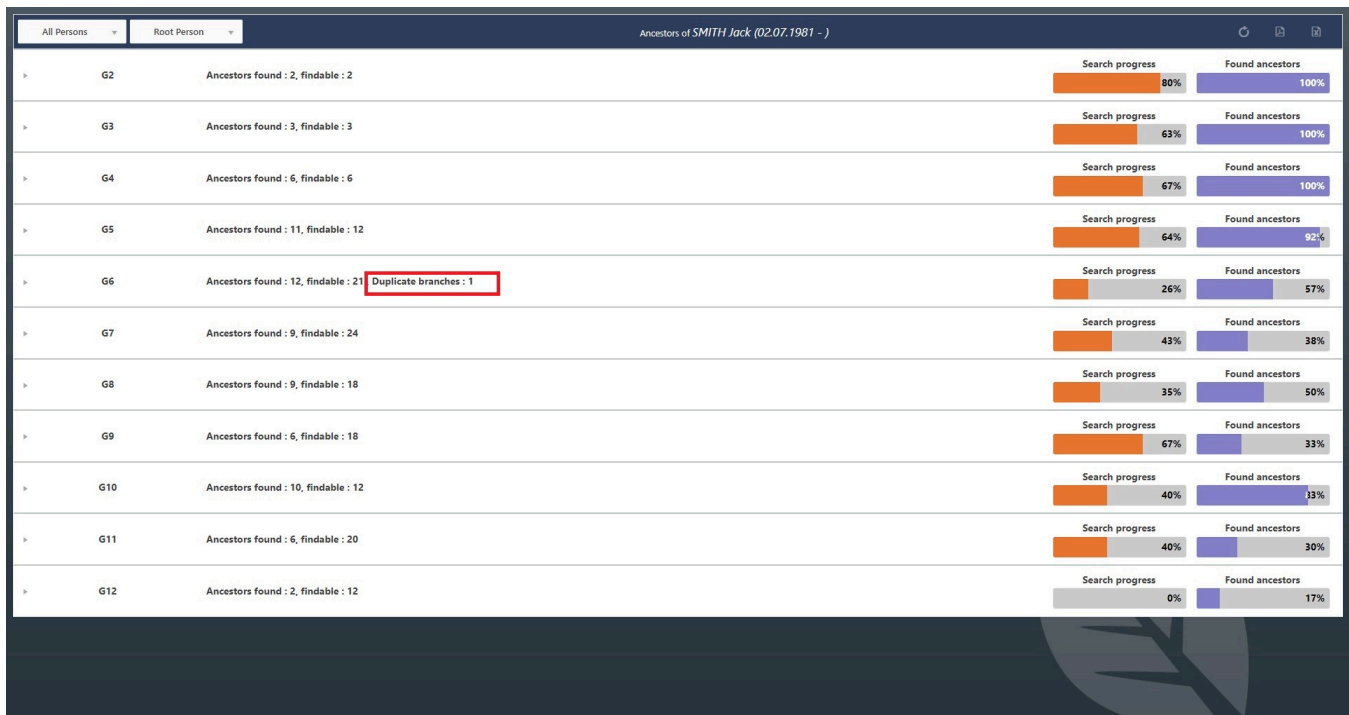 All Persons Root Person Ancestors of SMITH Jack (02.07.1981 - )
Search progress Found ancestors
G2 Ancestors found : 2, findable : 2 80% 100%
Search progress Found ancestors
G3 Ancestors found : 3, findable : 3 63% 100%
Search progress Found ancestors
G4 Ancestors found : 6, findable : 6 67% 100%
Search progress Found ancestors
G5 Ancestors found : 11, findable : 12 64% 92%
Search progress Found ancestors
G6 Ancestors found : 12, findable : 21 Duplicate branches : 1 26% 57%
Search progress Found ancestors
G7 Ancestors found : 9, findable : 24 43% 38%
Search progress Found ancestors
G8 Ancestors found : 9, findable : 18 35% 50%
Search progress Found ancestors
G9 Ancestors found : 6, findable : 18 67% 33%
Search progress Found ancestors
G10 Ancestors found : 10, findable : 12 40% 83%
Search progress Found ancestors
G11 Ancestors found : 6, findable : 20 40% 30%
Search progress Found ancestors
G12 Ancestors found : 2, findable : 12 0% 17%